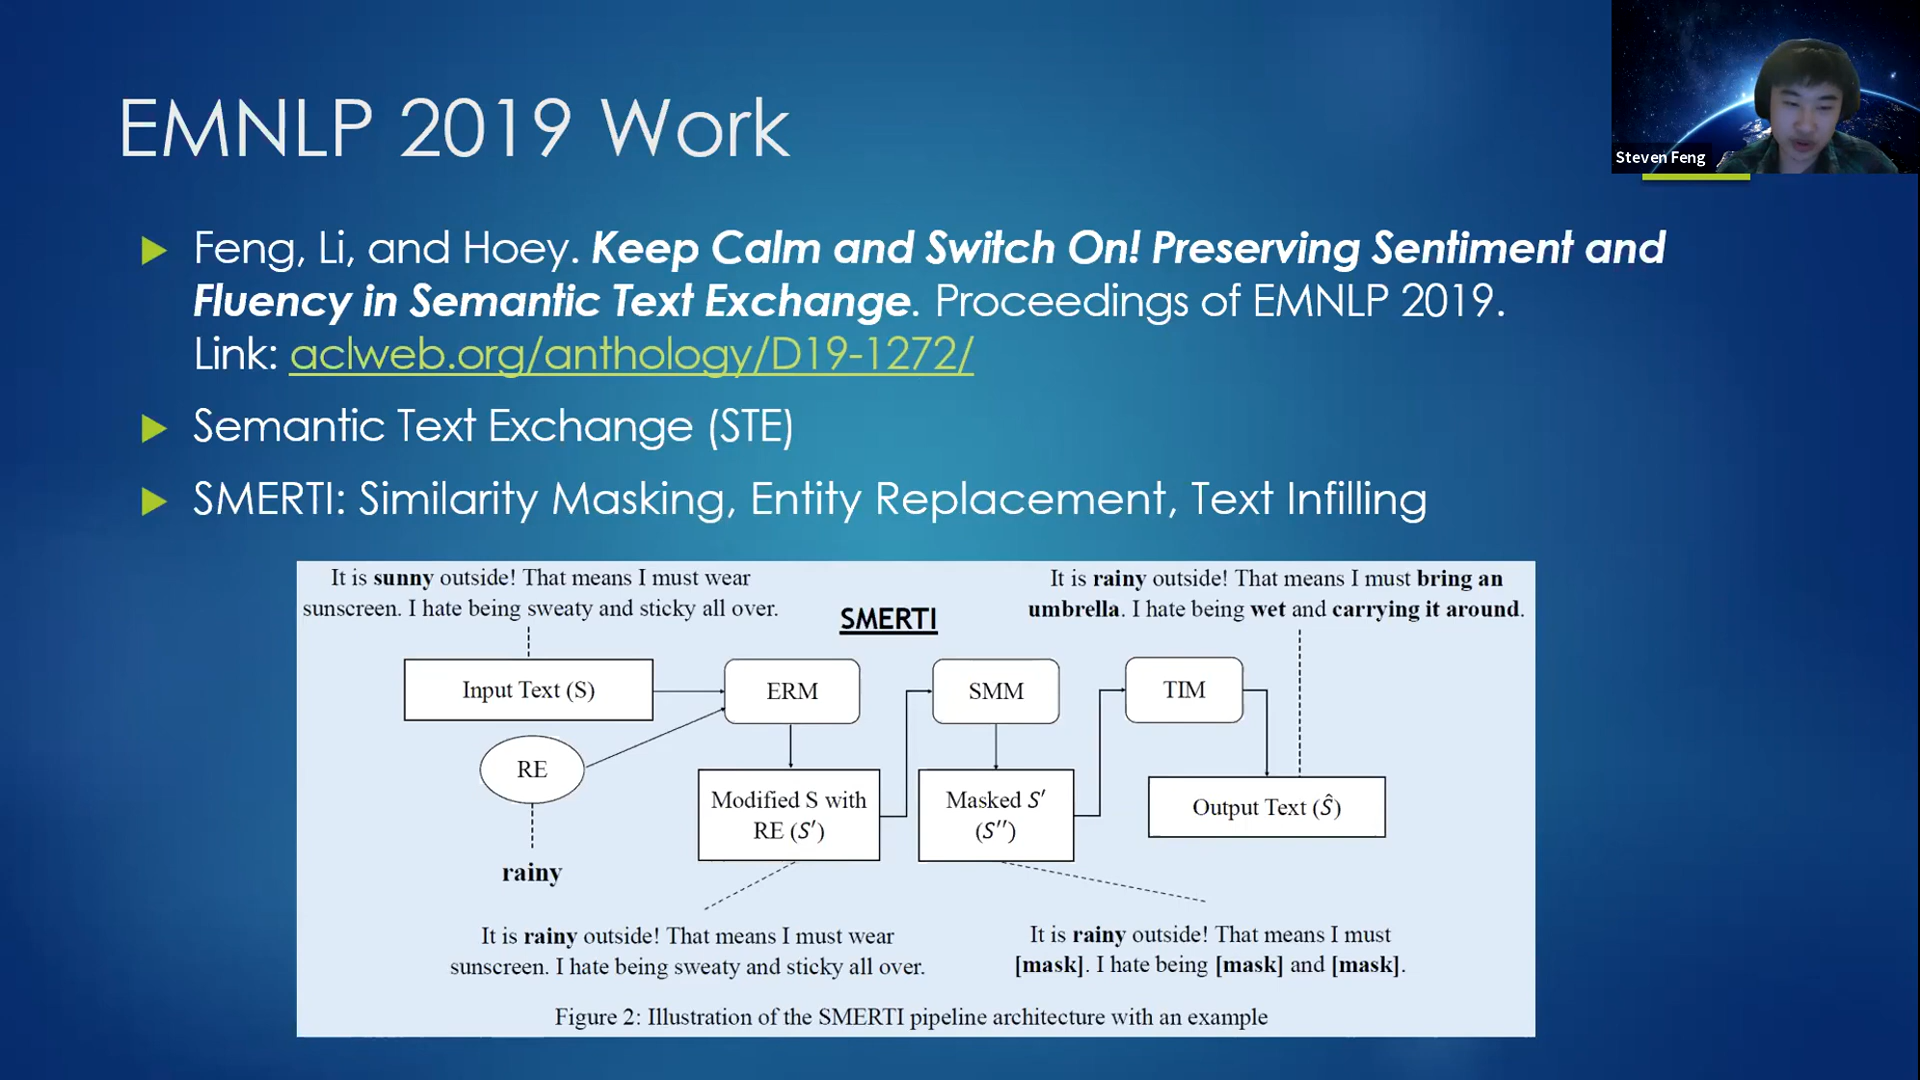 EMNLP 2019 Work
Steven Feng
Feng, Li, and Hoey. Keep Calm and Switch On! Preserving Sentiment and
Fluency in Semantic Text Exchange. Proceedings of EMNLP 2019.
Link: aclweb.org/anthology/D19-1272/
Semantic Text Exchange (STE)
SMERTI: Similarity Masking, Entity Replacement, Text Infilling
It is sunny outside! That means I must wear
sunscreen. I hate being sweaty and sticky all over.
SMERTI
It is rainy outside! That means I must bring an
umbrella. I hate being wet and carrying it around.
Input Text (S)
ERM
SMM
TIM
RE
Modified S with
RE (S′)
Masked S′
(S′′)
Output Text (Ŝ)
rainy
It is rainy outside! That means I must wear
sunscreen. I hate being sweaty and sticky all over.
It is rainy outside! That means I must
[mask]. I hate being [mask] and [mask].
Figure 2: Illustration of the SMERTI pipeline architecture with an example